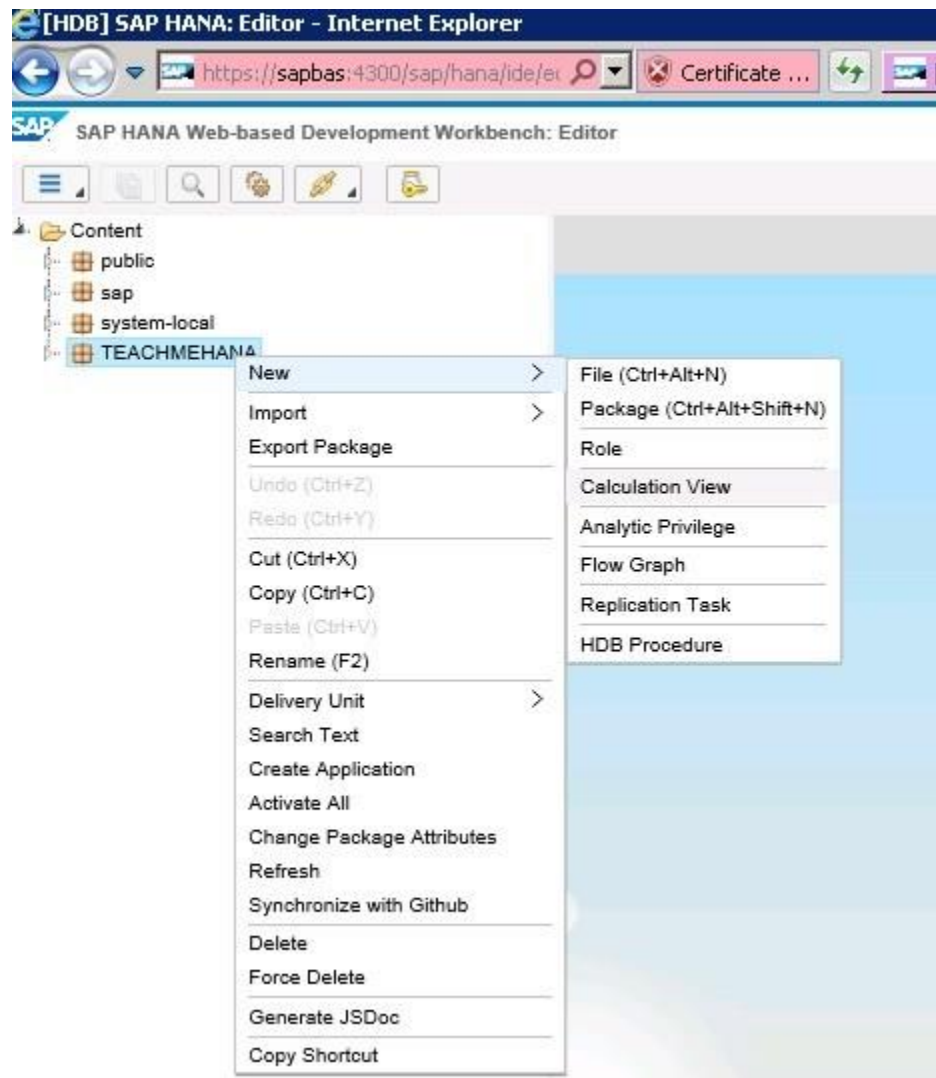 [HDB] SAP HANA: Editor - Internet Explorer
https://sapbas:4300/sap/hana/ide/e
Certificate ...
SAP
SAP HANA Web-based Development Workbench: Editor
Content
public
sap
system-local
TEACHMEHANA
New
Import
Export Package
Undo (Ctrl+Z)
Redo (Ctrl+Y)
Cut (Ctrl+X)
Copy (Ctrl+C)
Paste (Ctrl+V)
Rename (F2)
Delivery Unit
Search Text
Create Application
Activate All
Change Package Attributes
Refresh
Synchronize with Github
Delete
Force Delete
Generate JSDoc
Copy Shortcut
File (Ctrl+Alt+N)
Package (Ctrl+Alt+Shift+N)
Role
Calculation View
Analytic Privilege
Flow Graph
Replication Task
HDB Procedure